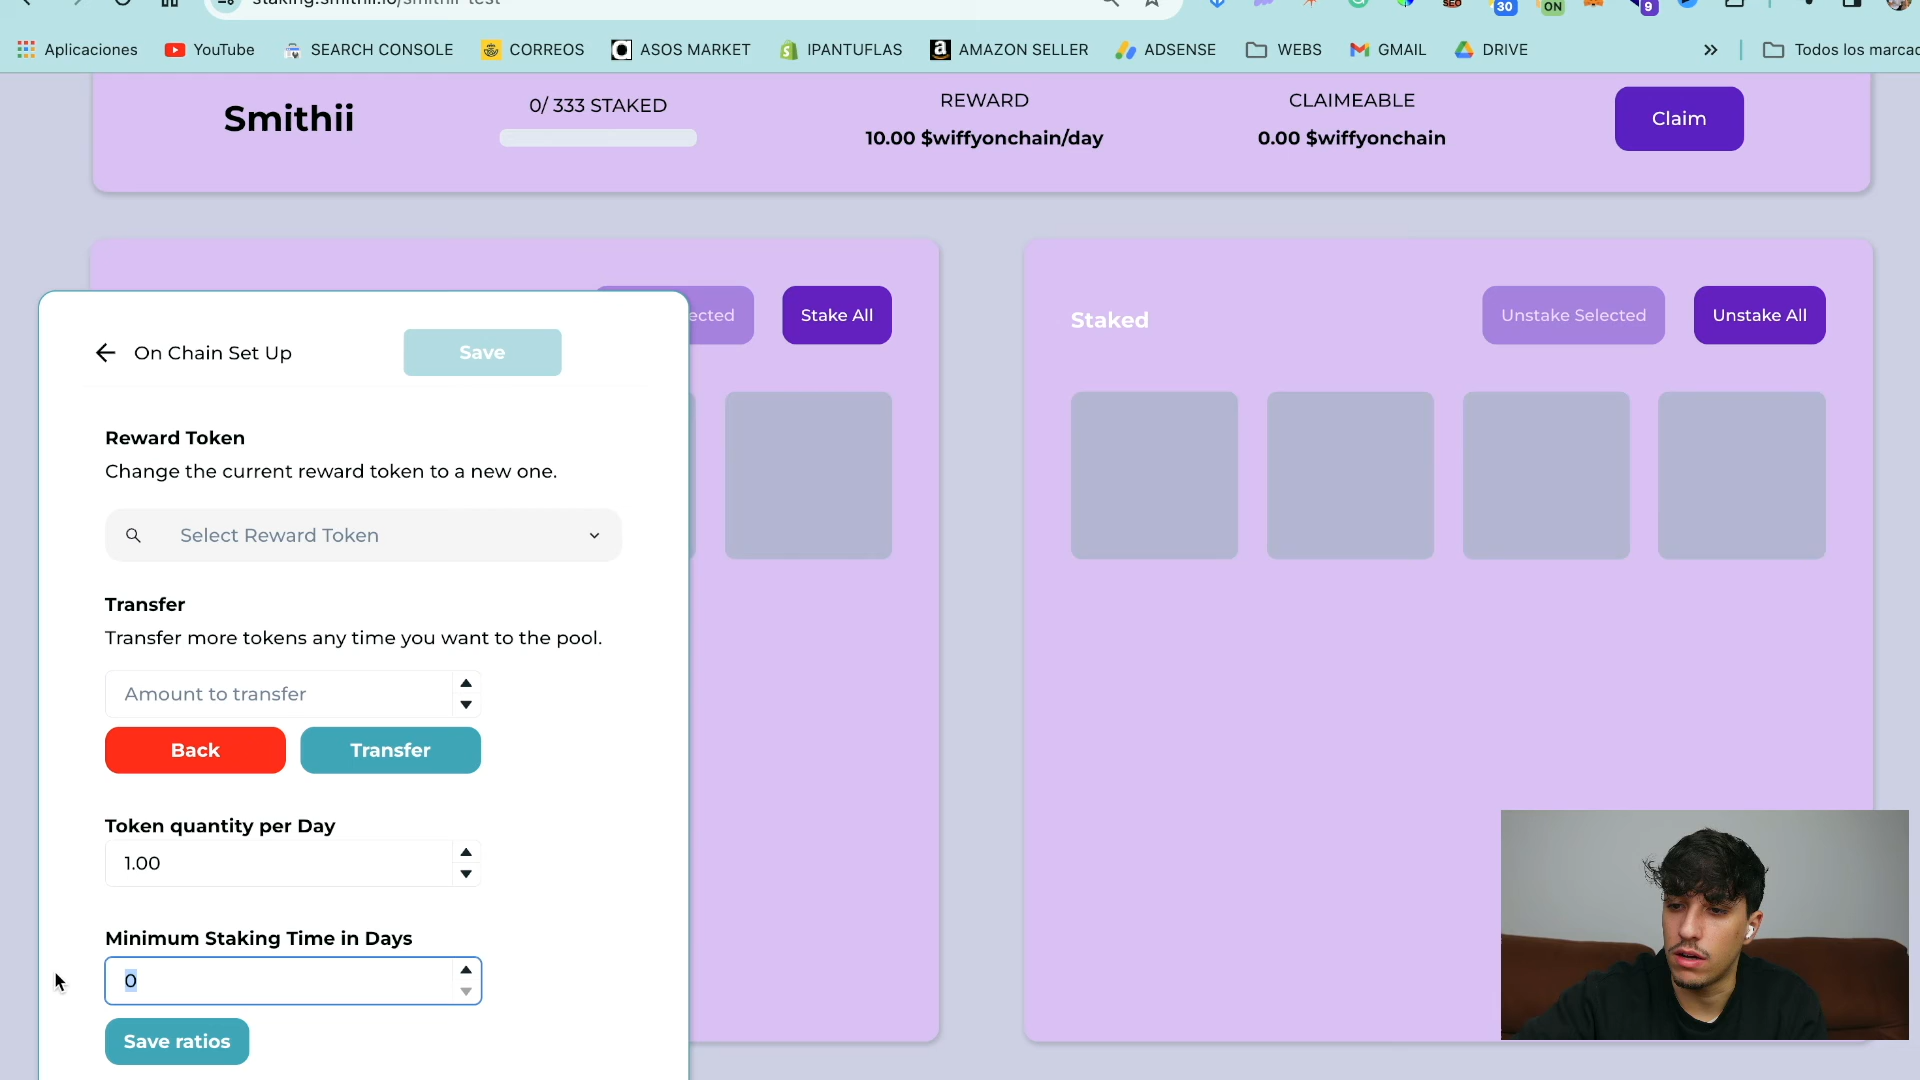 Aplicaciones YouTube SEARCH CONSOLE CORREOS ASOS MARKET IPANTUFLAS AMAZON SELLER ADSENSE WEBS GMAIL DRIVE Todos los marcad
30 ON 9
Smithii
0/ 333 STAKED
REWARD
10.00 $wiffyonchain/day
CLAIMEABLE
0.00 $wiffyonchain
Claim
ected
Stake All
Staked
Unstake Selected
Unstake All
On Chain Set Up
Save
Reward Token
Change the current reward token to a new one.
Select Reward Token
Transfer
Transfer more tokens any time you want to the pool.
Amount to transfer
Back
Transfer
Token quantity per Day
1.00
Minimum Staking Time in Days
0
Save ratios